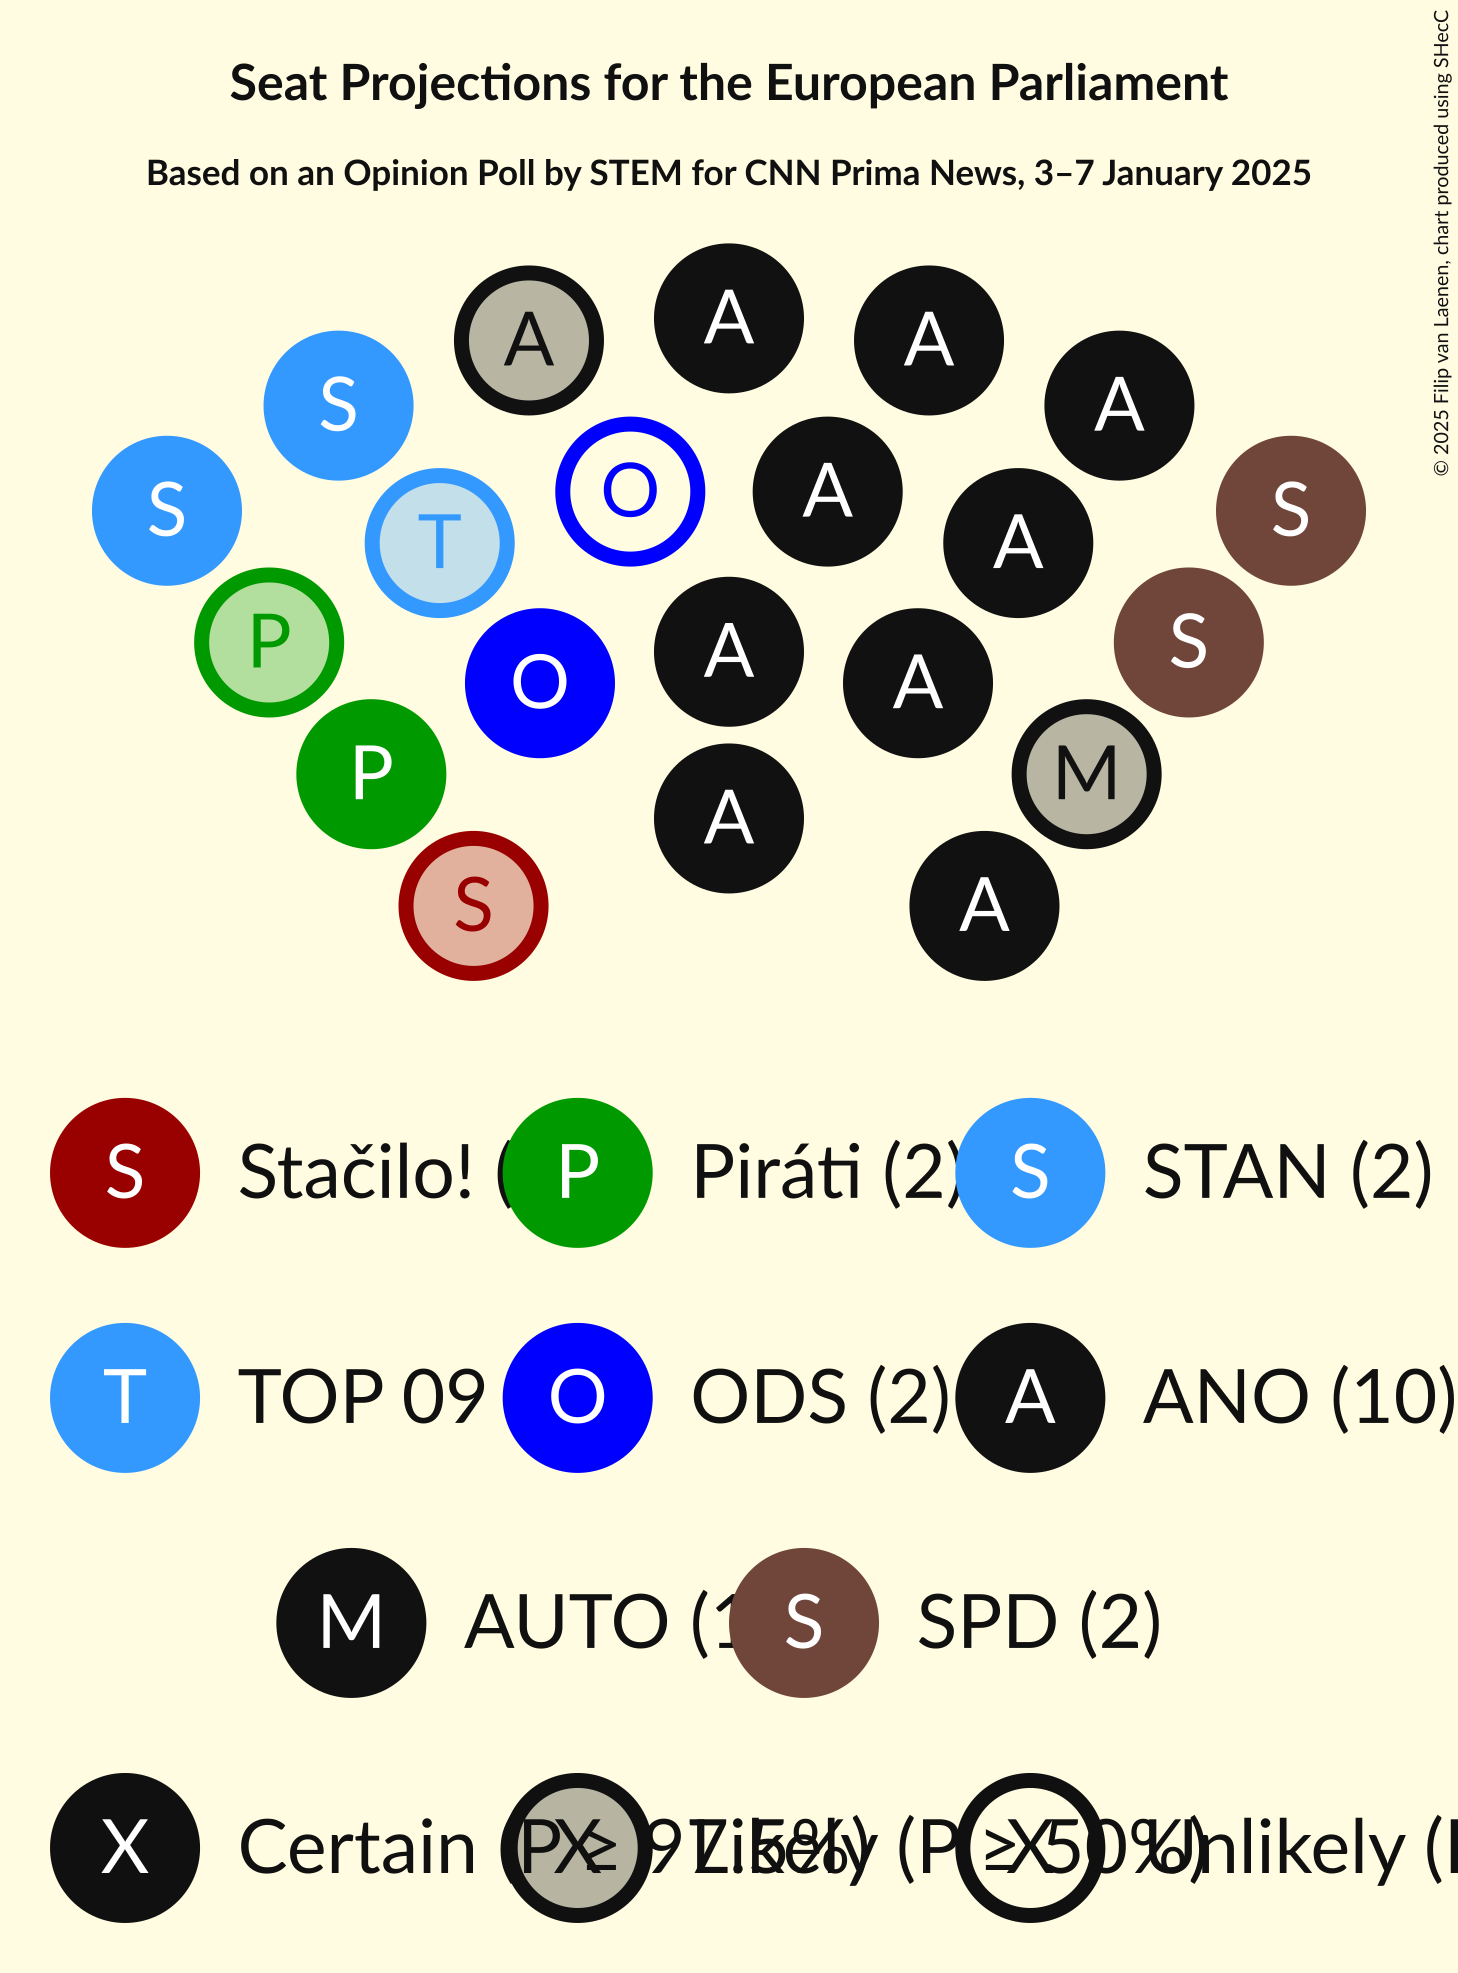 Seat Projections for the European Parliament
Based on an Opinion Poll by STEM for CNN Prima News, 3–7 January 2025
© 2025 Filip van Laenen, chart produced using SHecC
A
A A A
S
S
O A
T A
S
S
P
A
O A
P M
A
S A
S Stačilo! ( P Piráti (2) S STAN (2)
T TOP 09 O ODS (2) A ANO (10)
M AUTO (1 S SPD (2)
X Certain (P ≥ 97.5%) X Likely (P ≥ 50%) X Unlikely (